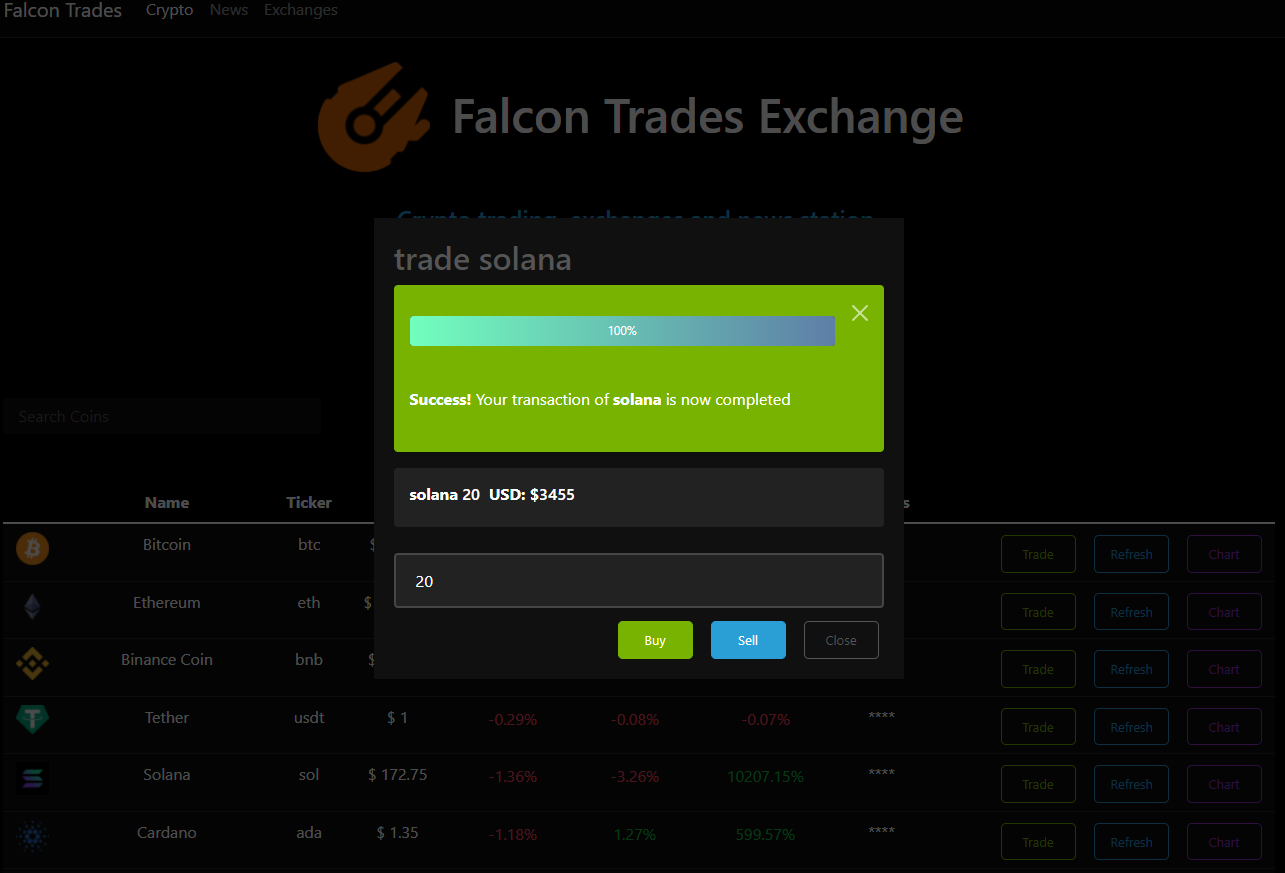 Falcon Trades Crypto News Exchanges
Falcon Trades Exchange
Crypto trading, exchanges and news station
trade solana
100%
Success! Your transaction of solana is now completed
Search Coins
solana 20 USD: $3455
Name Ticker
Bitcoin btc $ Trade Refresh Chart
20
Ethereum eth $ Trade Refresh Chart
Buy Sell Close
Binance Coin bnb $ Trade Refresh Chart
Tether usdt $ 1 -0.29% -0.08% -0.07% **** Trade Refresh Chart
Solana sol $ 172.75 -1.36% -3.26% 10207.15% **** Trade Refresh Chart
Cardano ada $ 1.35 -1.18% 1.27% 599.57% **** Trade Refresh Chart